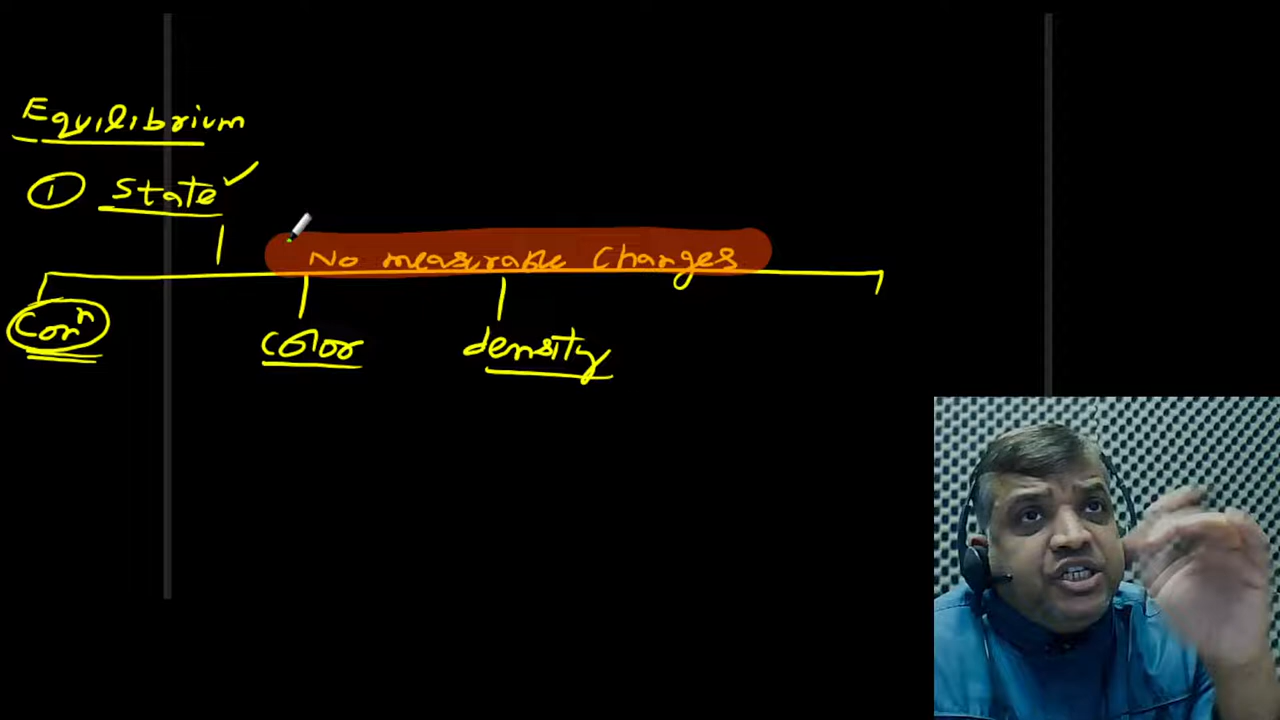 Equilibrium
① State ✓
No measurable Changes
Conⁿ
color
density